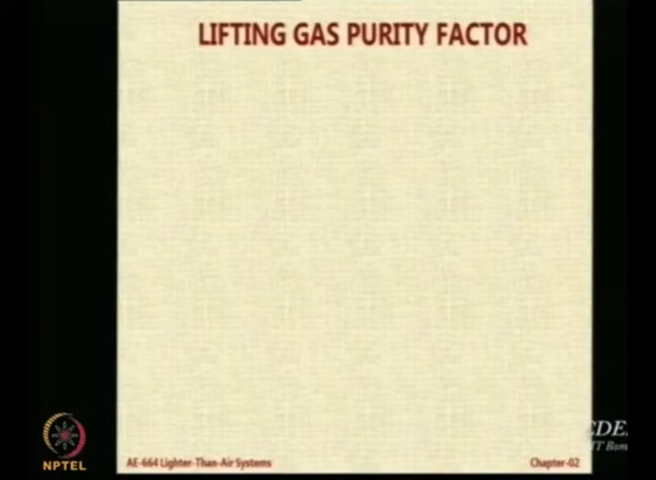 LIFTING GAS PURITY FACTOR
NPTEL
AE-664 Lighter-Than-Air Systems
Chapter-02